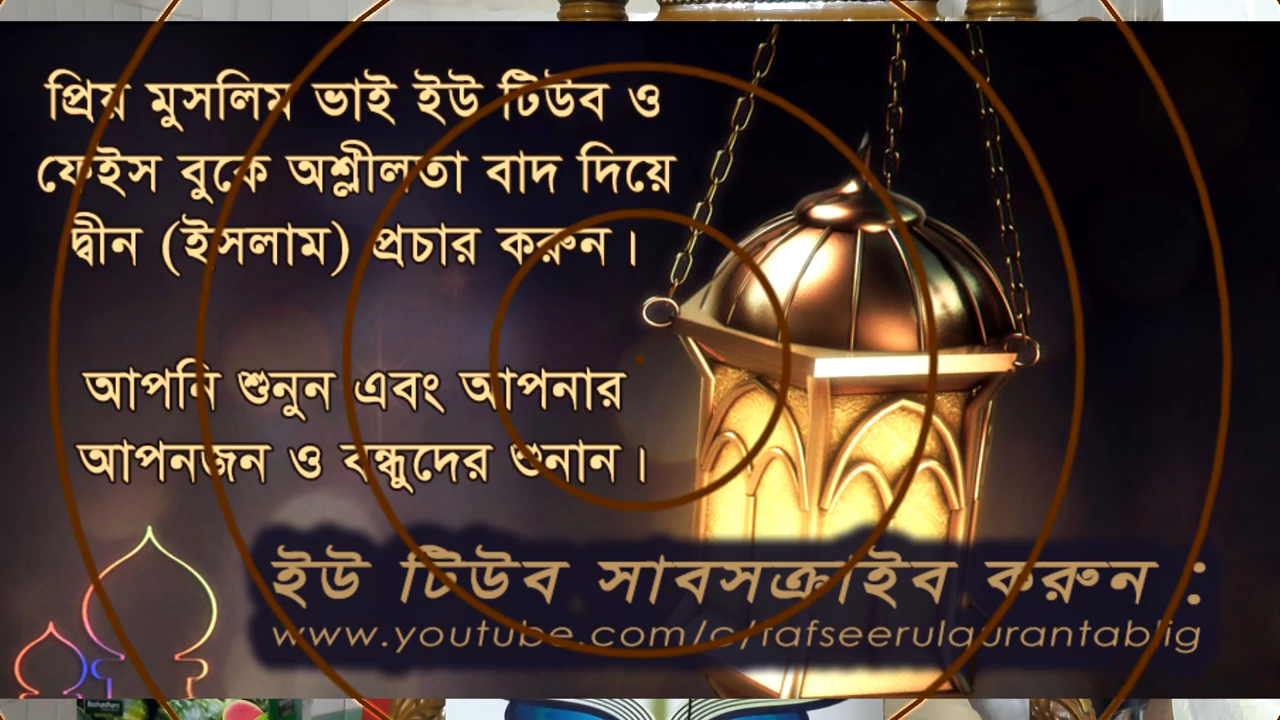 প্রিয় মুসলিম ভাই ইউ টিউব ও
ফেইস বুকে অশ্লীলতা বাদ দিয়ে
দ্বীন (ইসলাম) প্রচার করুন।
আপনি শুনুন এবং আপনার
আপনজন ও বন্ধুদের শুনান।
ইউ টিউব সাবসক্রাইব করুন :
www.youtube.com/c/tafseerulqurantablig